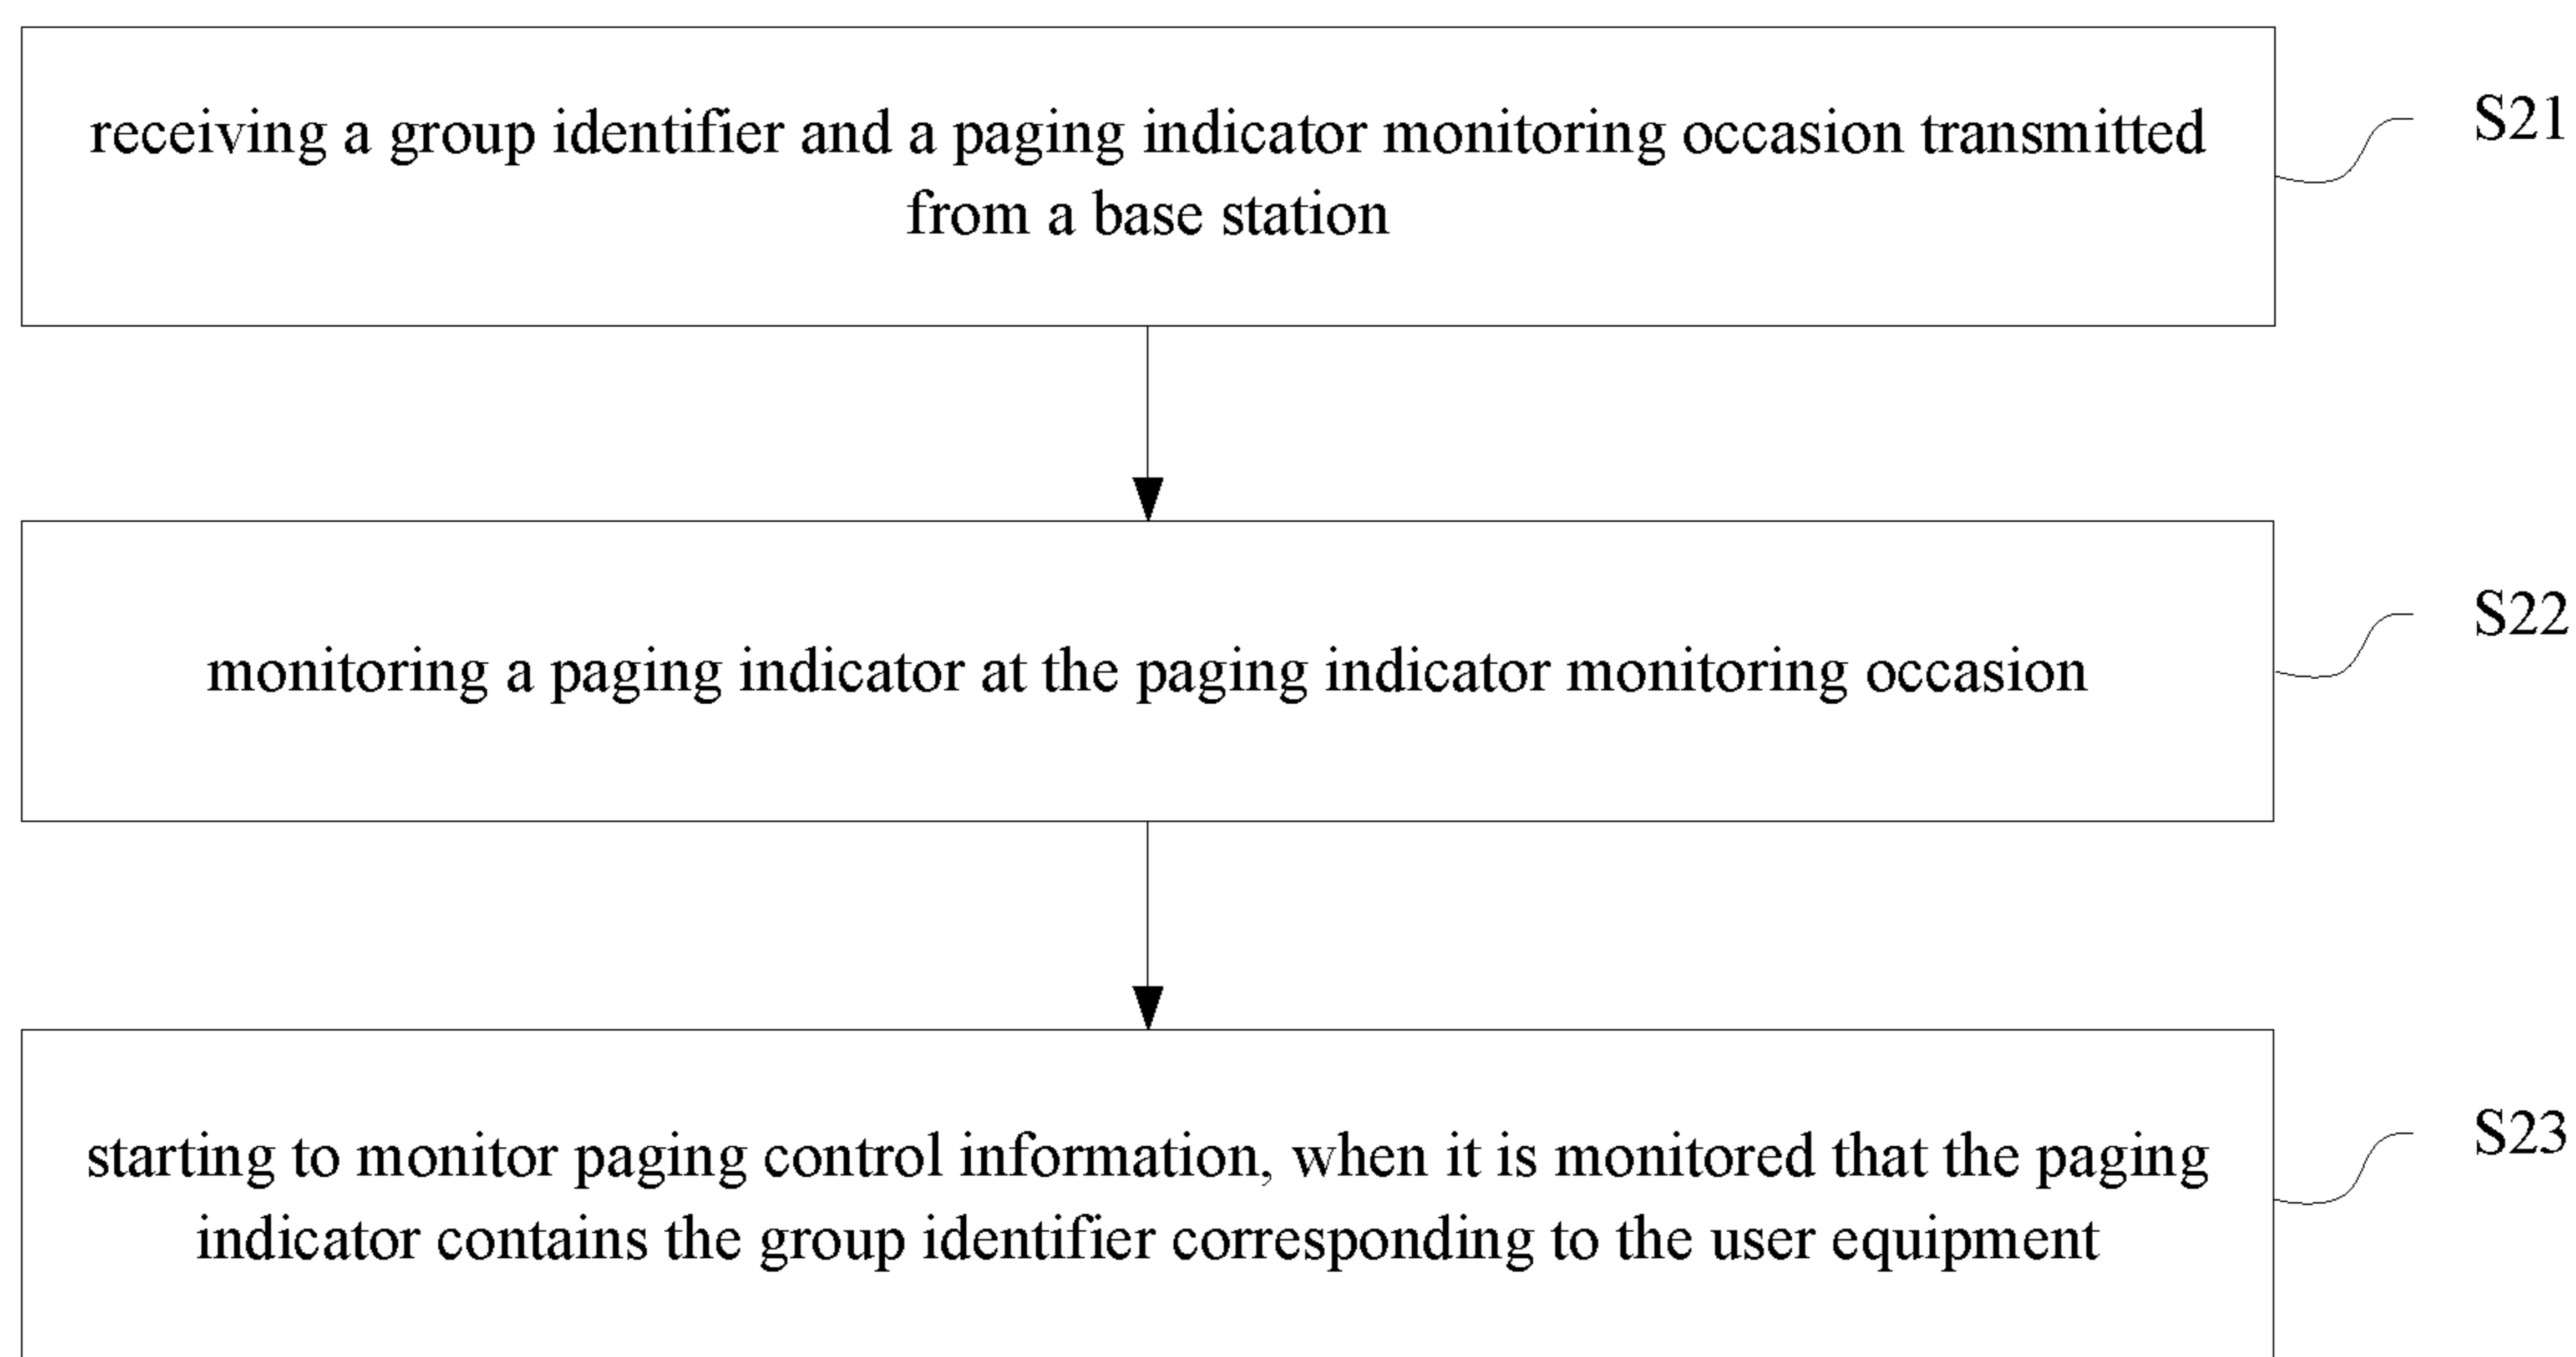 receiving a group identifier and a paging indicator monitoring occasion transmitted
from a base station
S21
monitoring a paging indicator at the paging indicator monitoring occasion
S22
starting to monitor paging control information, when it is monitored that the paging
indicator contains the group identifier corresponding to the user equipment
S23